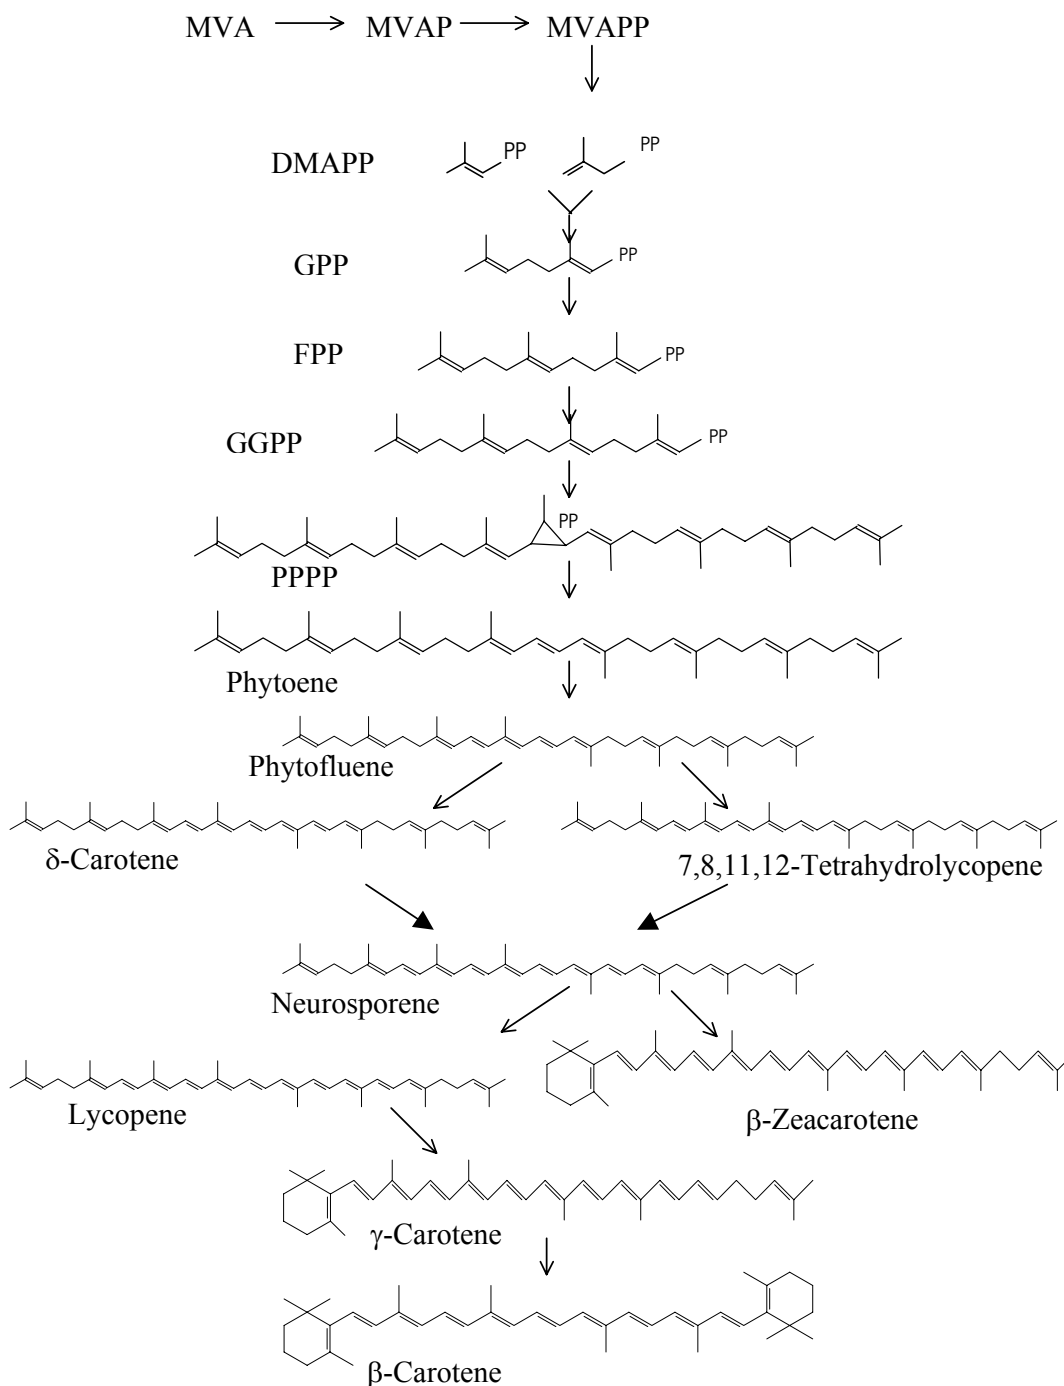 MVA MVAP MVAPP
DMAPP PP PP
GPP PP
FPP PP
GGPP PP
PP
PPPP
Phytoene
Phytofluene
δ-Carotene 7,8,11,12-Tetrahydrolycopene
Neurosporene
Lycopene β-Zeacarotene
γ-Carotene
β-Carotene